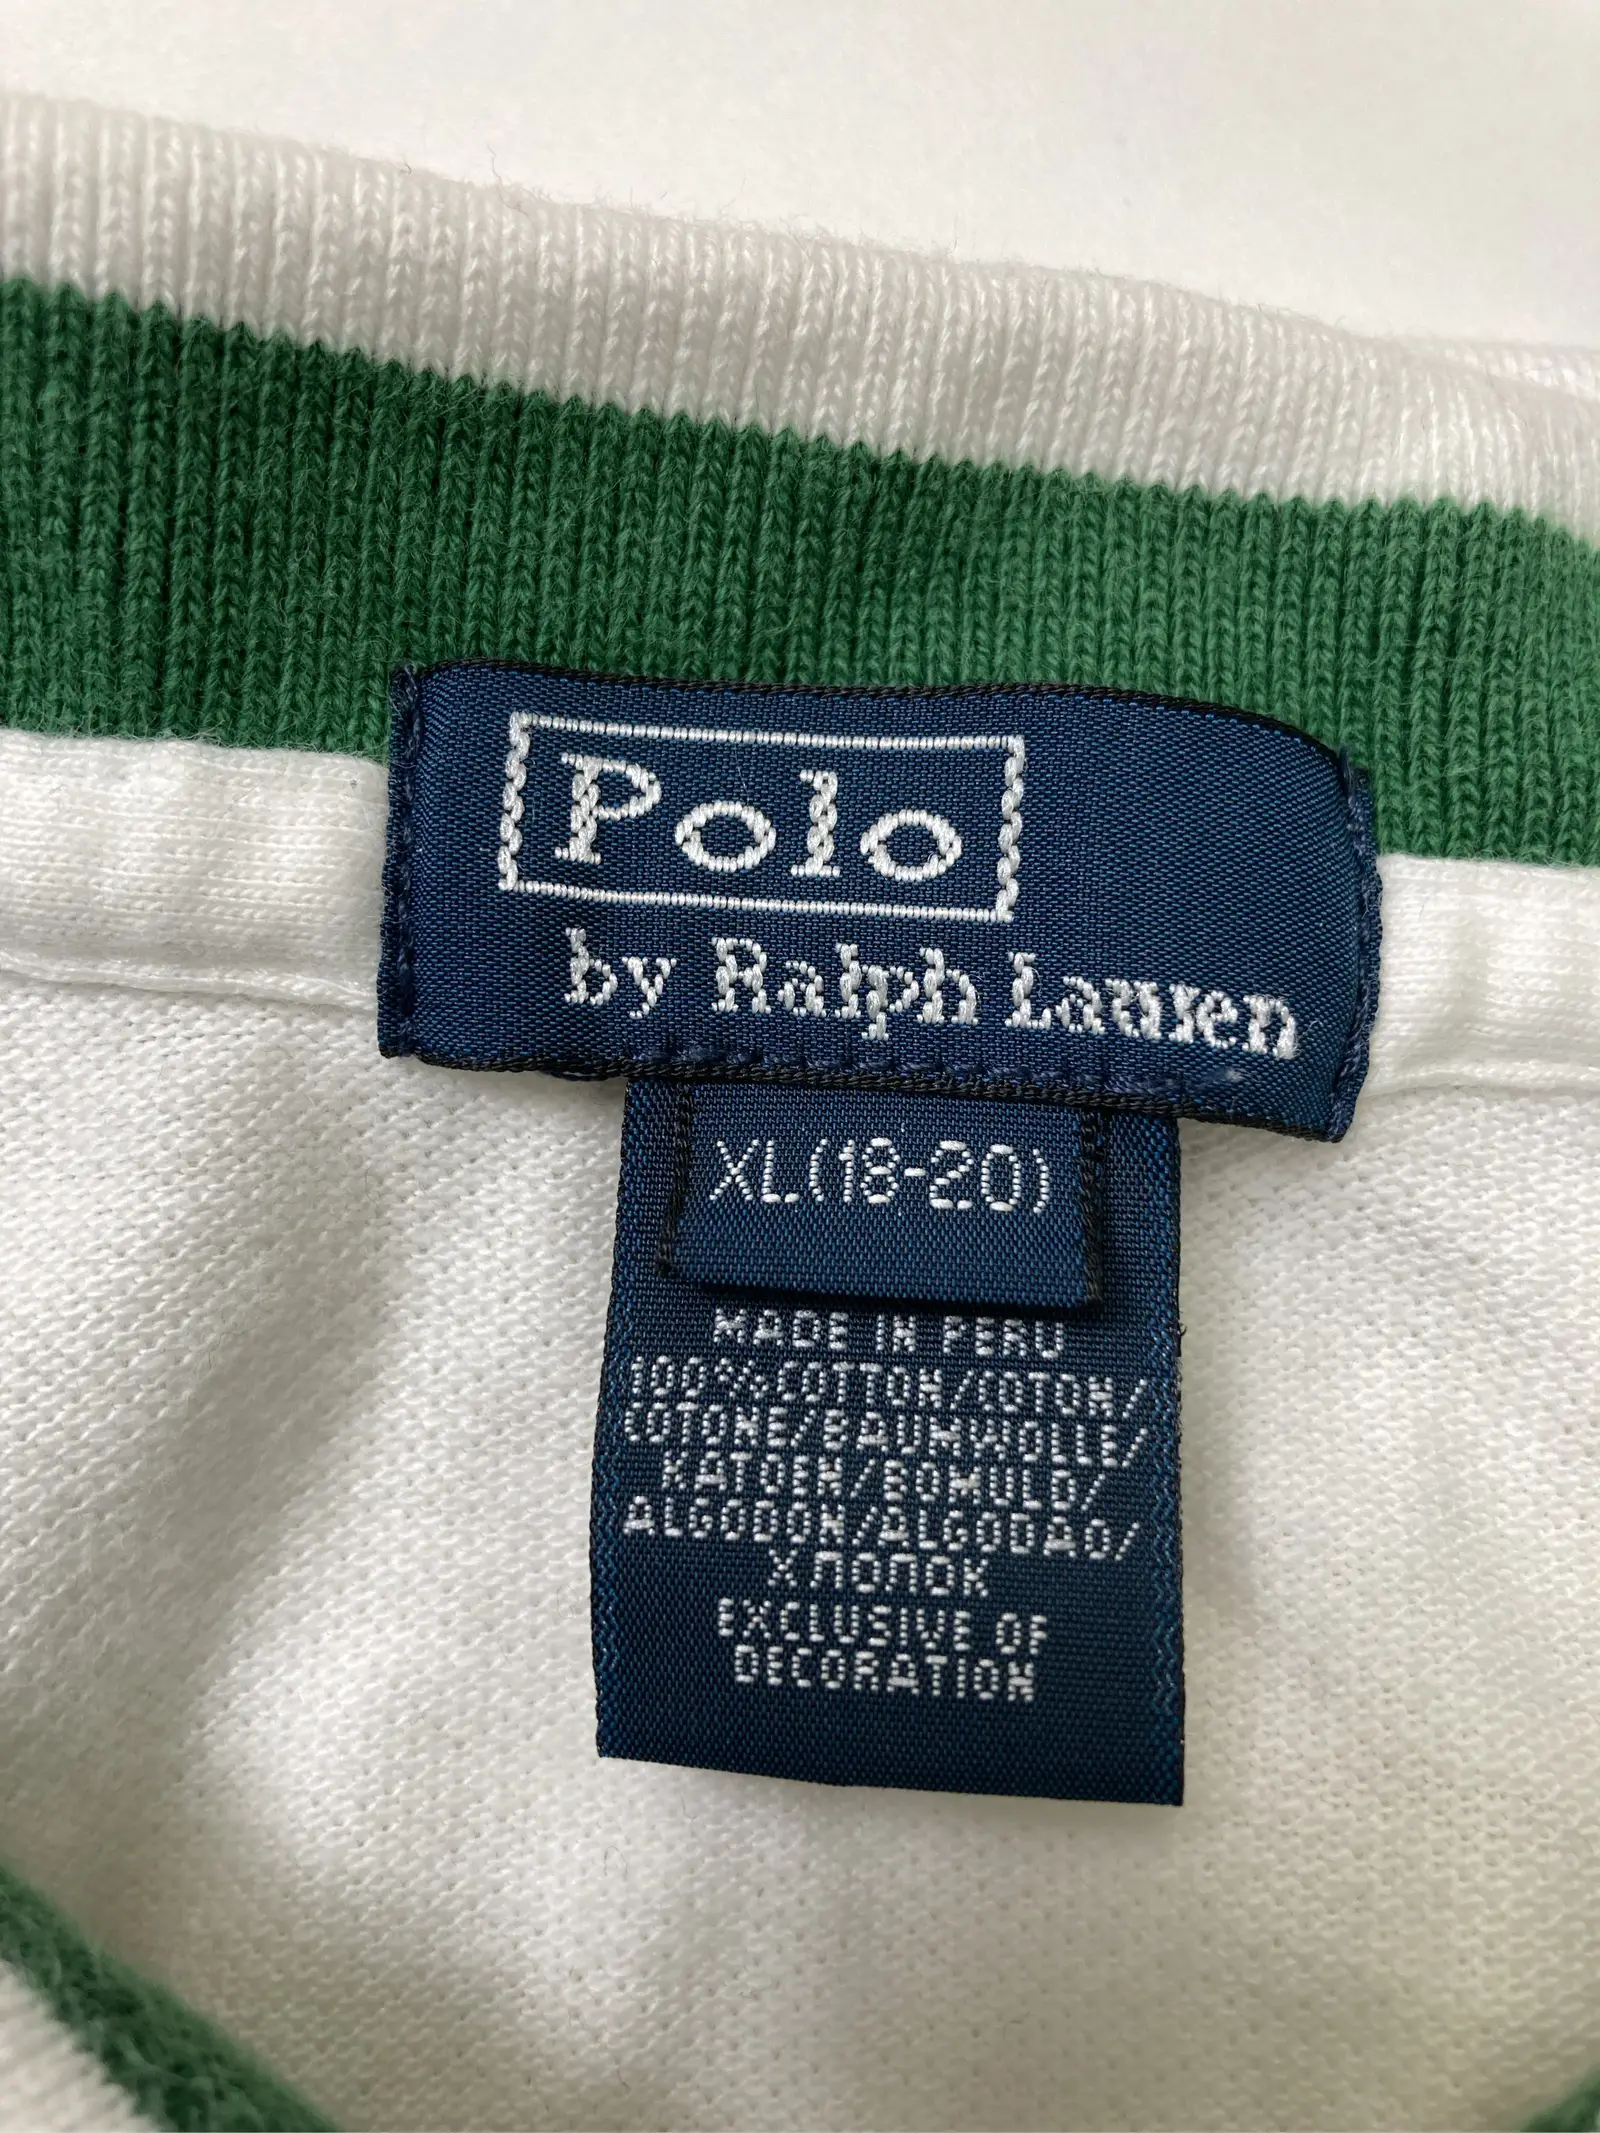 Polo
by Ralph Lauren
XL(18-20)
MADE IN PERU
100%COTTON/COTON/
COTONE/BAUMWOLLE/
KATOEN/BOMULD/
ALGODON/ALGODAO/
ХЛОПОК
EXCLUSIVE OF
DECORATION